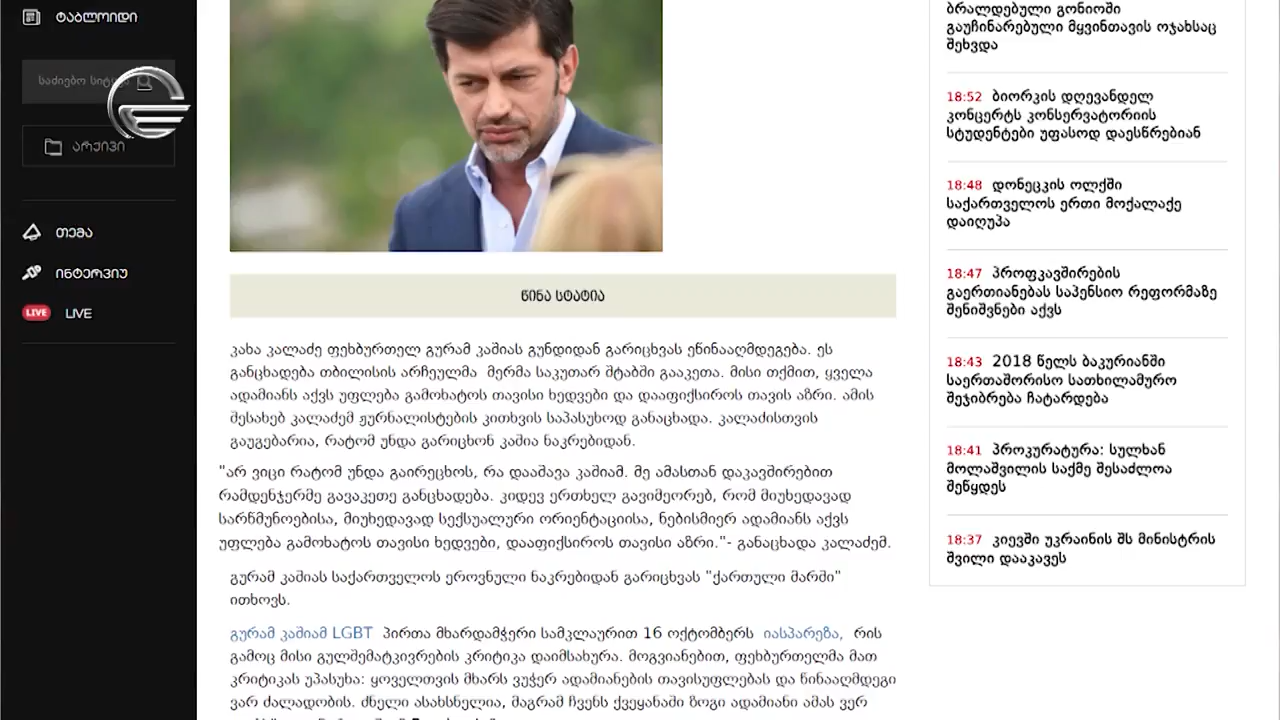 ტაბლოიდი
საძიებო სიტყვა
არქივი
თემა
ინტერვიუ
LIVE LIVE
წინა სტატია
კახა კალაძე ფეხბურთელ გურამ კაშიას გუნდიდან გარიცხვას ეწინააღმდეგება. ეს
განცხადება თბილისის არჩეულმა მერმა საკუთარ შტაბში გააკეთა. მისი თქმით, ყველა
ადამიანს აქვს უფლება გამოხატოს თავისი ხედვები და დააფიქსიროს თავის აზრი. ამის
შესახებ კალაძემ ჟურნალისტების კითხვის საპასუხოდ განაცხადა. კალაძისთვის
გაუგებარია, რატომ უნდა გარიცხონ კაშია ნაკრებიდან.
"არ ვიცი რატომ უნდა გაირეცხოს, რა დააშავა კაშიამ. მე ამასთან დაკავშირებით
რამდენჯერმე გავაკეთე განცხადება. კიდევ ერთხელ გავიმეორებ, რომ მიუხედავად
სარწმუნოებისა, მიუხედავად სექსუალური ორიენტაციისა, ნებისმიერ ადამიანს აქვს
უფლება გამოხატოს თავისი ხედვები, დააფიქსიროს თავისი აზრი."- განაცხადა კალაძემ.
გურამ კაშიას საქართველოს ეროვნული ნაკრებიდან გარიცხვას "ქართული მარში"
ითხოვს.
გურამ კაშიამ LGBT პირთა მხარდამჭერი სამკლაურით 16 ოქტომბერს იასპარეზა, რის
გამოც მისი გულშემატკივრების კრიტიკა დაიმსახურა. მოგვიანებით, ფეხბურთელმა მათ
კრიტიკას უპასუხა: ყოველთვის მხარს ვუჭერ ადამიანების თავისუფლებას და წინააღმდეგი
ვარ ძალადობის. ძნელი ასახსნელია, მაგრამ ჩვენს ქვეყანაში ზოგი ადამიანი ამას ვერ
ბრალდებული გონიოში
გაუჩინარებული მყვინთავის ოჯახსაც
შეხვდა
18:52 ბიორკის დღევანდელ
კონცერტს კონსერვატორიის
სტუდენტები უფასოდ დაესწრებიან
18:48 დონეცკის ოლქში
საქართველოს ერთი მოქალაქე
დაიღუპა
18:47 პროფკავშირების
გაერთიანებას საპენსიო რეფორმაზე
შენიშვნები აქვს
18:43 2018 წელს ბაკურიანში
საერთაშორისო სათხილამურო
შეჯიბრება ჩატარდება
18:41 პროკურატურა: სულხან
მოლაშვილის საქმე შესაძლოა
შეწყდეს
18:37 კიევში უკრაინის შს მინისტრის
შვილი დააკავეს